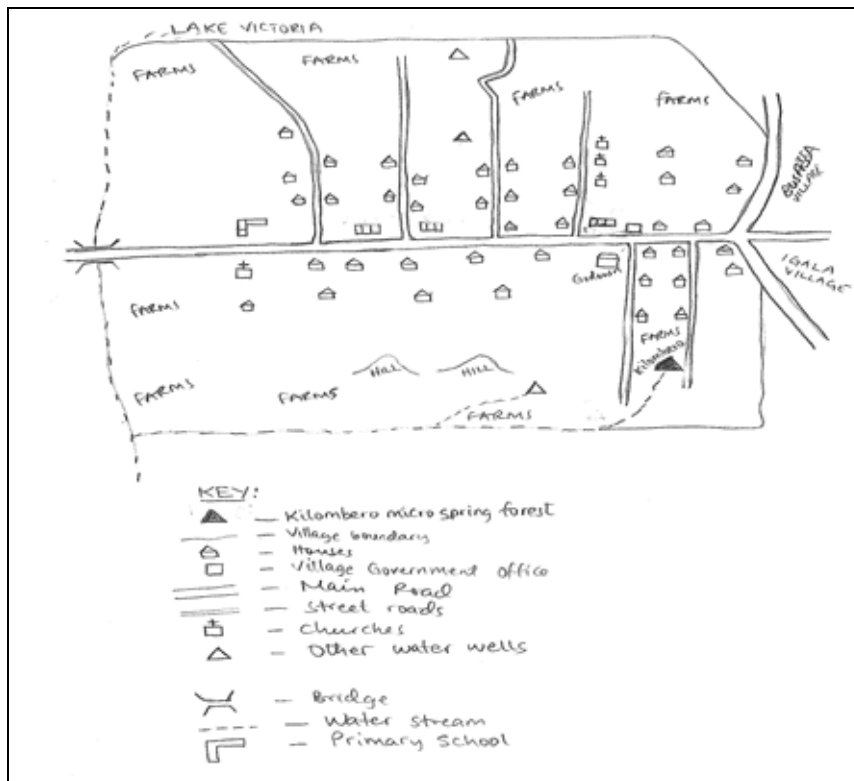 LAKE VICTORIA
FARMS
FARMS
FARMS
FARMS
VILLAGE
IGALA
VILLAGE
FARMS
FARMS
Kilombero
HILL
HILL
FARMS
FARMS
FARMS
KEY:
Kilombero micro spring forest
Village boundary
Houses
Village Government Office
Main Road
Street roads
Churches
Other water wells
Bridge
Water stream
Primary School